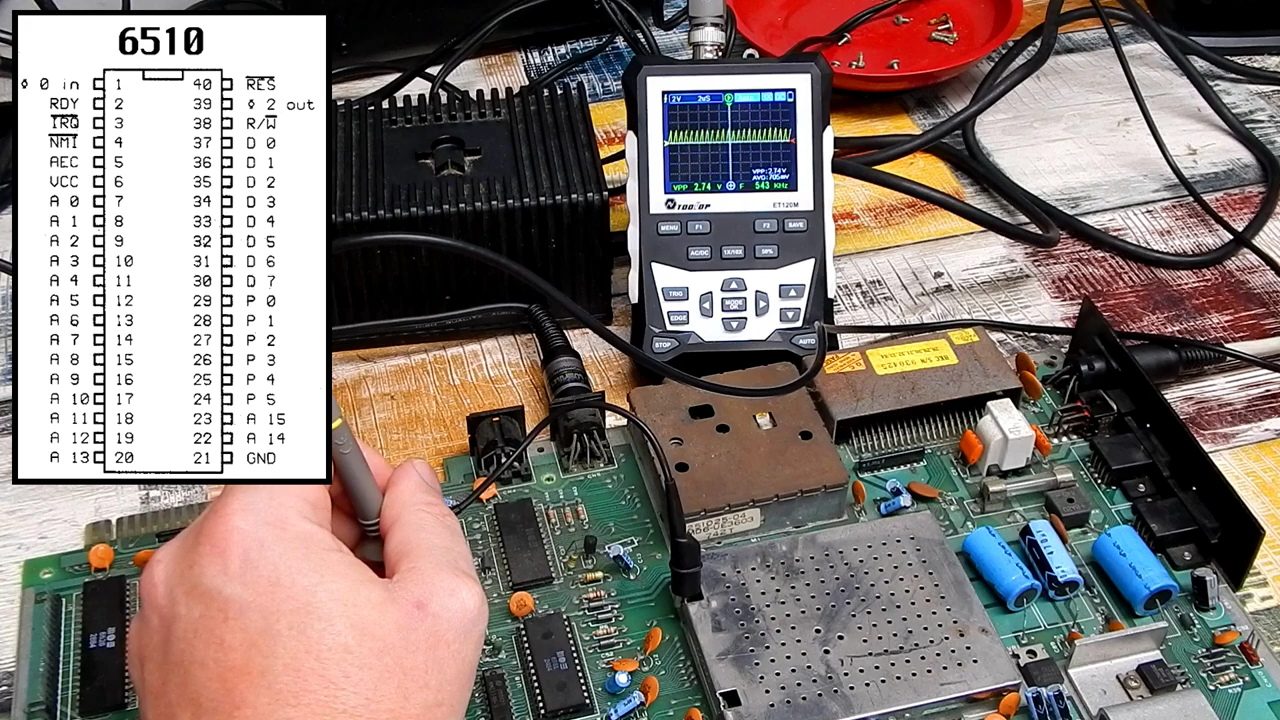 6510
φ 0 in 1 40 RES
RDY 2 39 φ 2 out
IRQ 3 38 R/W
NMI 4 37 D 0
AEC 5 36 D 1
VCC 6 35 D 2
A 0 7 34 D 3
A 1 8 33 D 4
A 2 9 32 D 5
A 3 10 31 D 6
A 4 11 30 D 7
A 5 12 29 P 0
A 6 13 28 P 1
A 7 14 27 P 2
A 8 15 26 P 3
A 9 16 25 P 4
A 10 17 24 P 5
A 11 18 23 A 15
A 12 19 22 A 14
A 13 20 21 GND
2V 2uS
VPP:2.74V
AVG:705mV
VPP 2.74 V F 543 KHz
TOOLTOP ET120M
MENU F1 F2 SAVE
AC/DC 1X/10X 50%
TRIG
MODE
OK
EDGE
STOP AUTO
251025-04